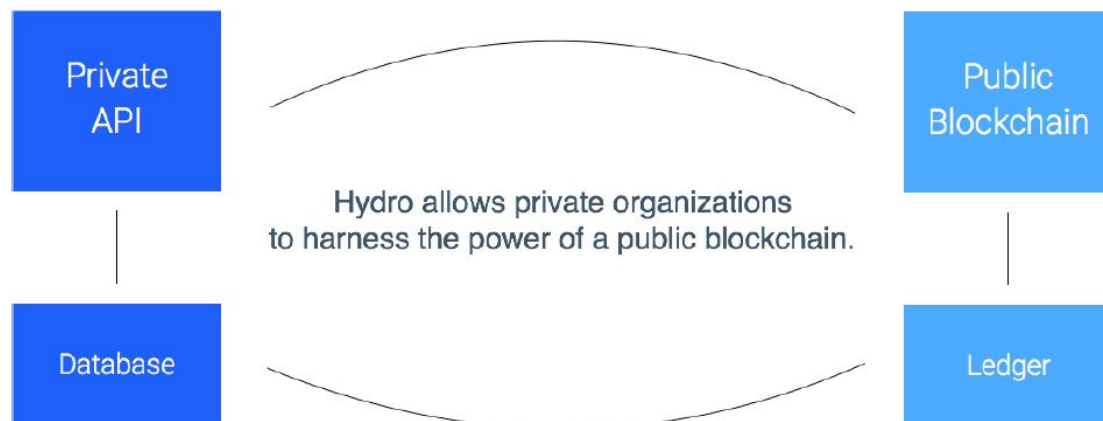 Private
API
Public
Blockchain
Hydro allows private organizations
to harness the power of a public blockchain.
Database
Ledger